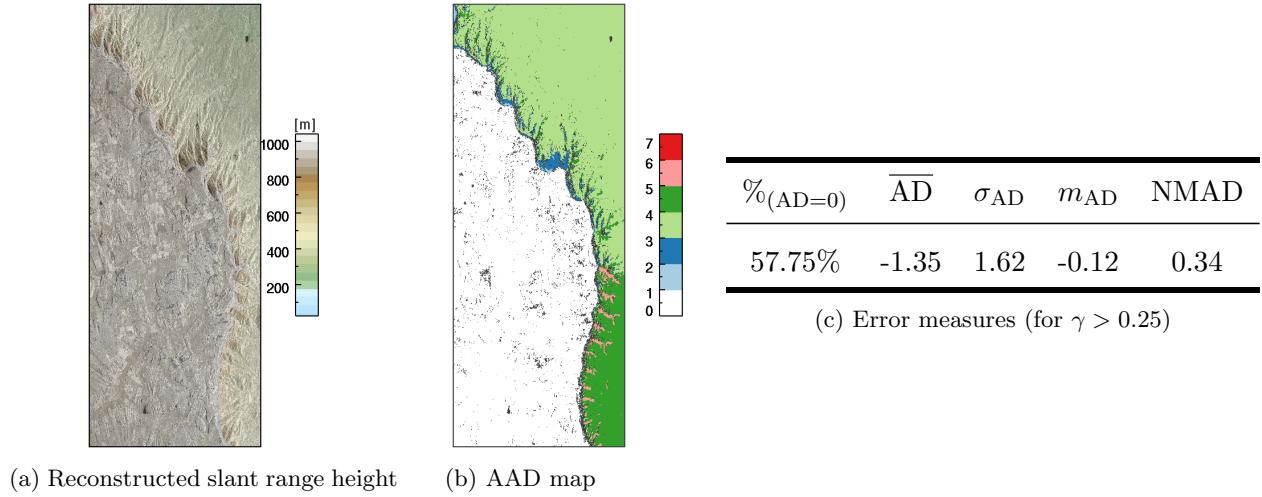 [m]
1000
800
600
400
200
(a) Reconstructed slant range height
7
6
5
4
3
2
1
0
(b) AAD map
%(AD=0) AD σAD mAD NMAD
57.75% -1.35 1.62 -0.12 0.34
(c) Error measures (for γ > 0.25)